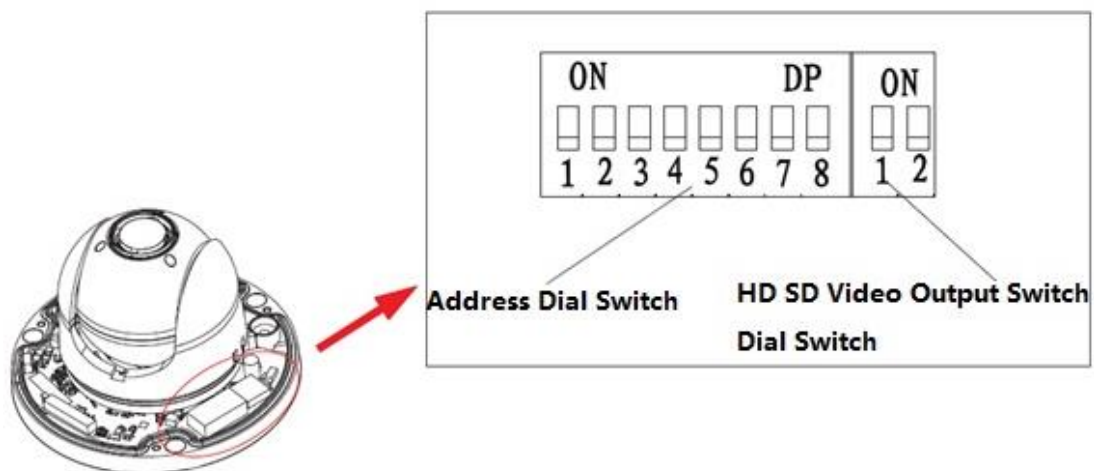 ON DP ON
1 2 3 4 5 6 7 8 1 2
Address Dial Switch
HD SD Video Output Switch
Dial Switch